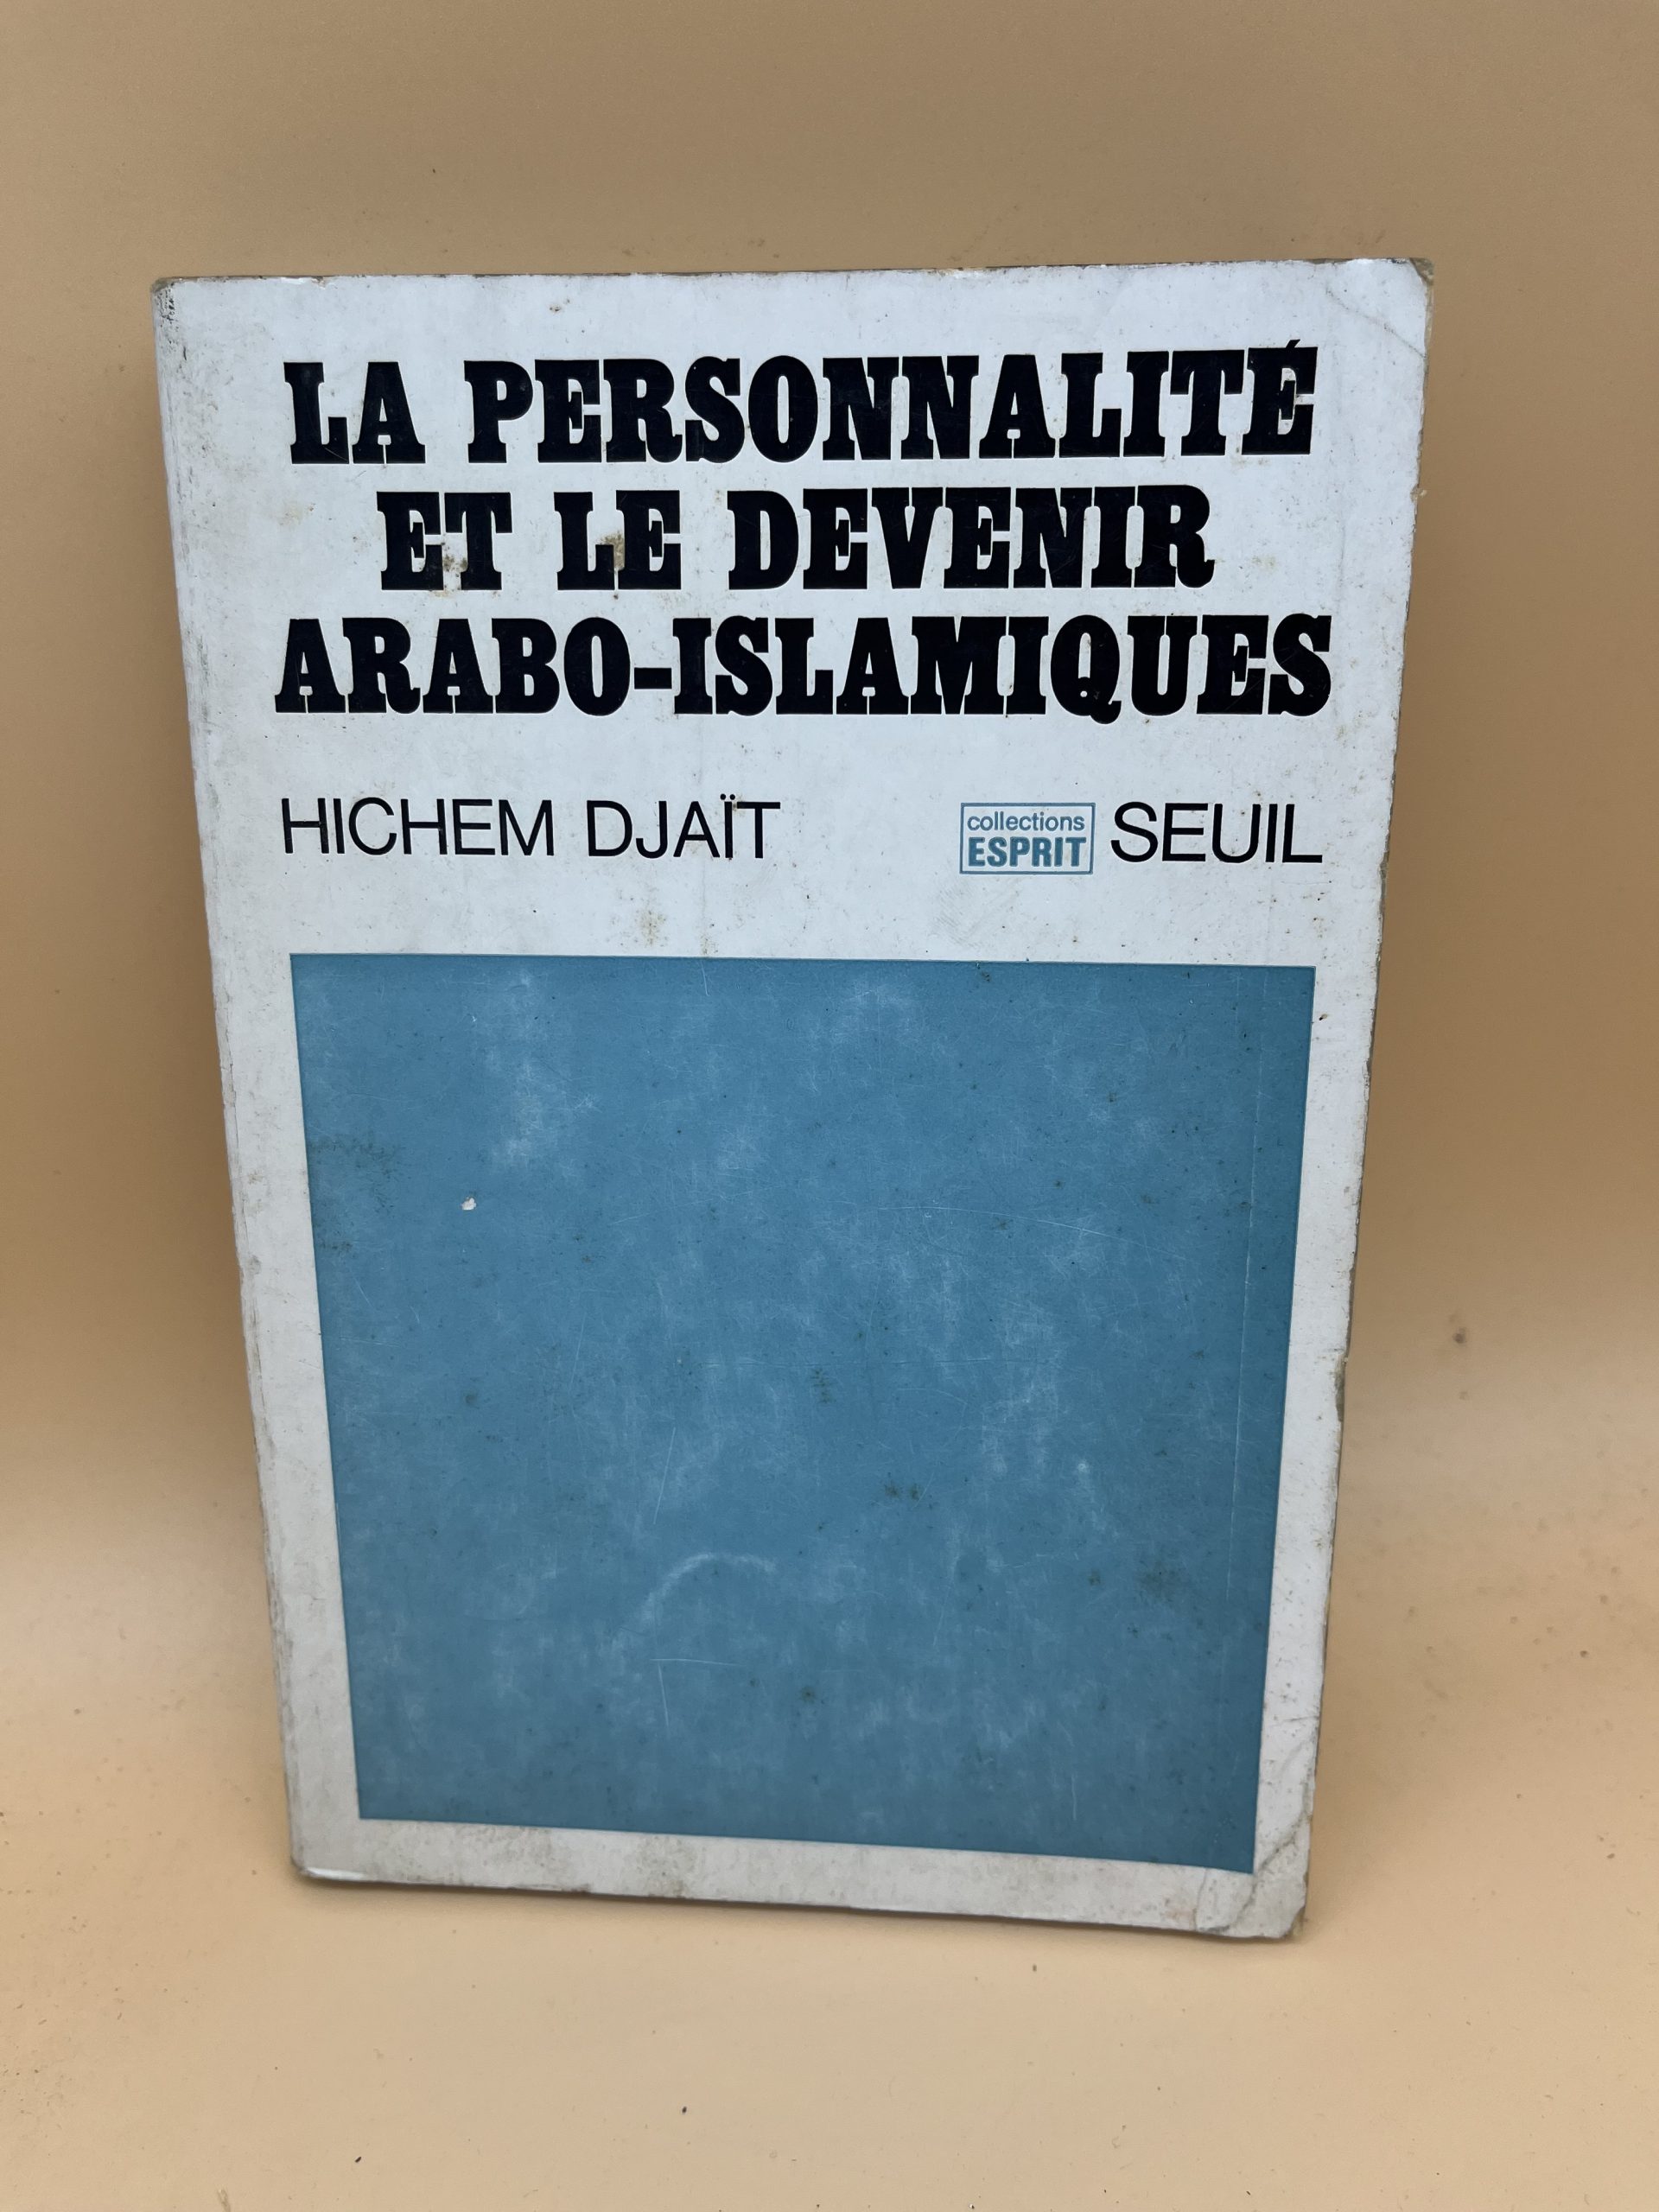 LA PERSONNALITÉ
ET LE DEVENIR
ARABO-ISLAMIQUES
HICHEM DJAÏT
collections
ESPRIT
SEUIL